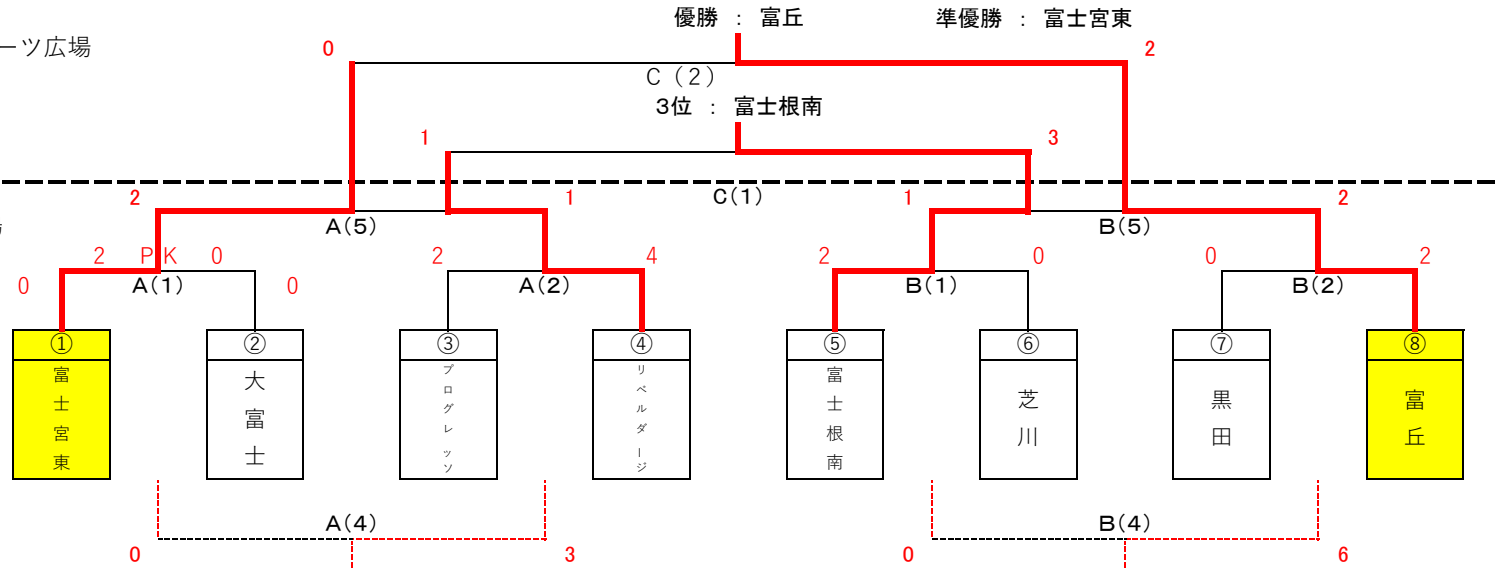 優勝 ： 富丘 準優勝 ： 富士宮東
ーツ広場
0 2
C（2）
3位 ： 富士根南
1 3
2 1 C(1) 1 2
A(5) B(5)
2 PK 0 2 4 2 0 0 2
0 A(1) 0 A(2) B(1) B(2)
① ② ③ ④ ⑤ ⑥ ⑦ ⑧
富士宮東 大富士 プログレッソ リベルダージ 富士根南 芝川 黒田 富丘
A(4) B(4)
0 3 0 6